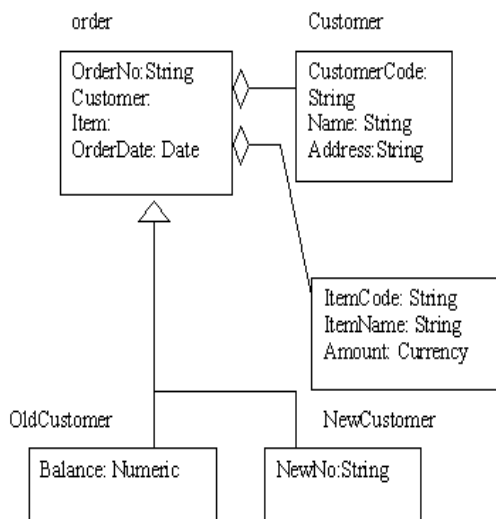 order
Customer
OrderNo:String
Customer:
Item:
OrderDate: Date
CustomerCode:
String
Name: String
Address:String
ItemCode: String
ItemName: String
Amount: Currency
OldCustomer
NewCustomer
Balance: Numeric
NewNo:String